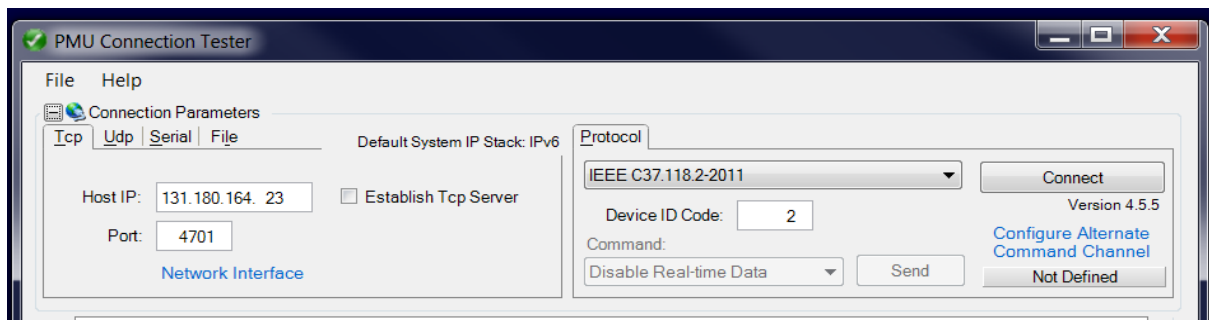 PMU Connection Tester
File Help
Connection Parameters
Tcp Udp Serial File Default System IP Stack: IPv6
Host IP: 131.180.164. 23 Establish Tcp Server
Port: 4701
Network Interface
Protocol
IEEE C37.118.2-2011 Connect
Version 4.5.5
Device ID Code: 2
Configure Alternate
Command Channel
Command:
Disable Real-time Data Send Not Defined